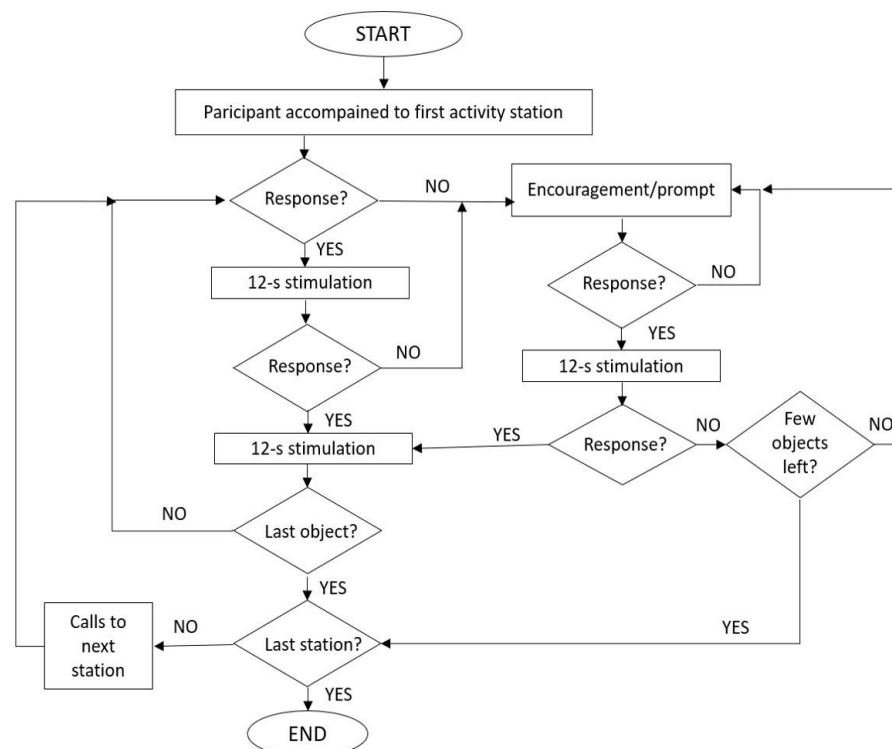 START
Paricipant accompained to first activity station
Response?
NO
Encouragement/prompt
YES
12-s stimulation
Response?
NO
YES
Response?
NO
12-s stimulation
YES
12-s stimulation
YES
Response?
NO
Few
objects
left?
NO
Last object?
NO
YES
Calls to
next
station
NO
Last station?
YES
YES
END